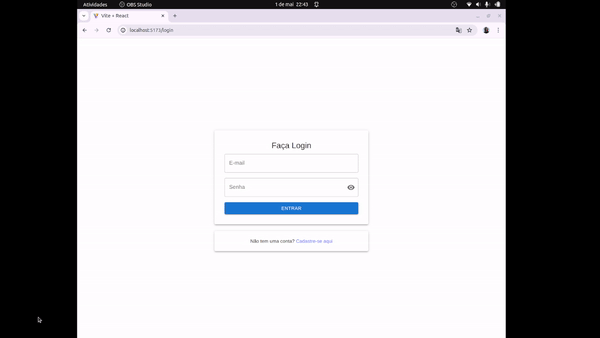 Atividades
OBS Studio
1 de mai 22:43
Vite + React
localhost:5173/login
Faça Login
E-mail
Senha
ENTRAR
Não tem uma conta? Cadastre-se aqui